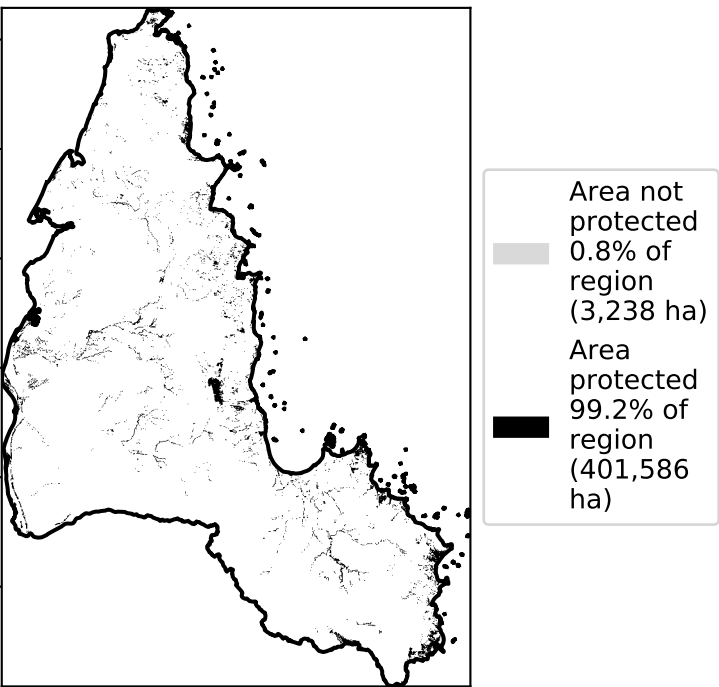 Area not
protected
0.8% of
region
(3,238 ha)
Area
protected
99.2% of
region
(401,586
ha)